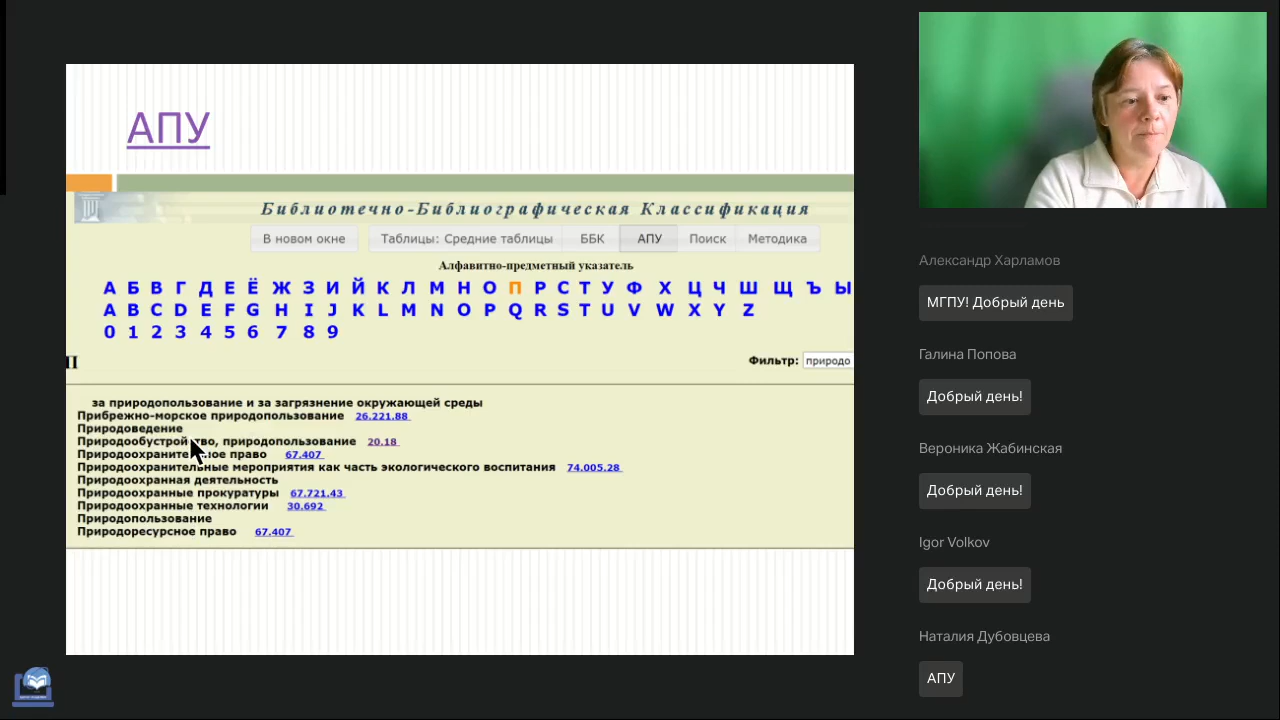 АПУ
Библиотечно-Библиографическая Классификация
В новом окне Таблицы: Средние таблицы ББК АПУ Поиск Методика
Алфавитно-предметный указатель
А Б В Г Д Е Ё Ж З И Й К Л М Н О П Р С Т У Ф Х Ц Ч Ш Щ Ъ Ы
A B C D E F G H I J K L M N O P Q R S T U V W X Y Z
0 1 2 3 4 5 6 7 8 9
П
Фильтр: природо
за природопользование и за загрязнение окружающей среды
Прибрежно-морское природопользование 26.221.88
Природоведение
Природообустройство, природопользование 20.18
Природоохранительное право 67.407
Природоохранительные мероприятия как часть экологического воспитания 74.005.28
Природоохранная деятельность
Природоохранные прокуратуры 67.721.43
Природоохранные технологии 30.692
Природопользование
Природоресурсное право 67.407
Александр Харламов
МГПУ! Добрый день
Галина Попова
Добрый день!
Вероника Жабинская
Добрый день!
Igor Volkov
Добрый день!
Наталия Дубовцева
АПУ